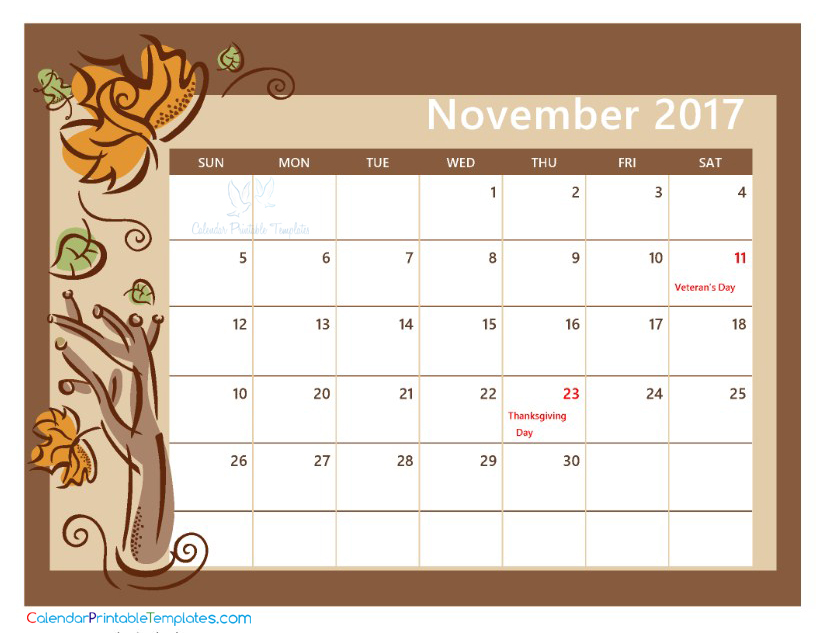 November 2017
SUN MON TUE WED THU FRI SAT
1 2 3 4
Calendar Printable Templates
5 6 7 8 9 10 11
Veteran's Day
12 13 14 15 16 17 18
10 20 21 22 23 24 25
Thanksgiving
Day
26 27 28 29 30
CalendarPrintableTemplates.com